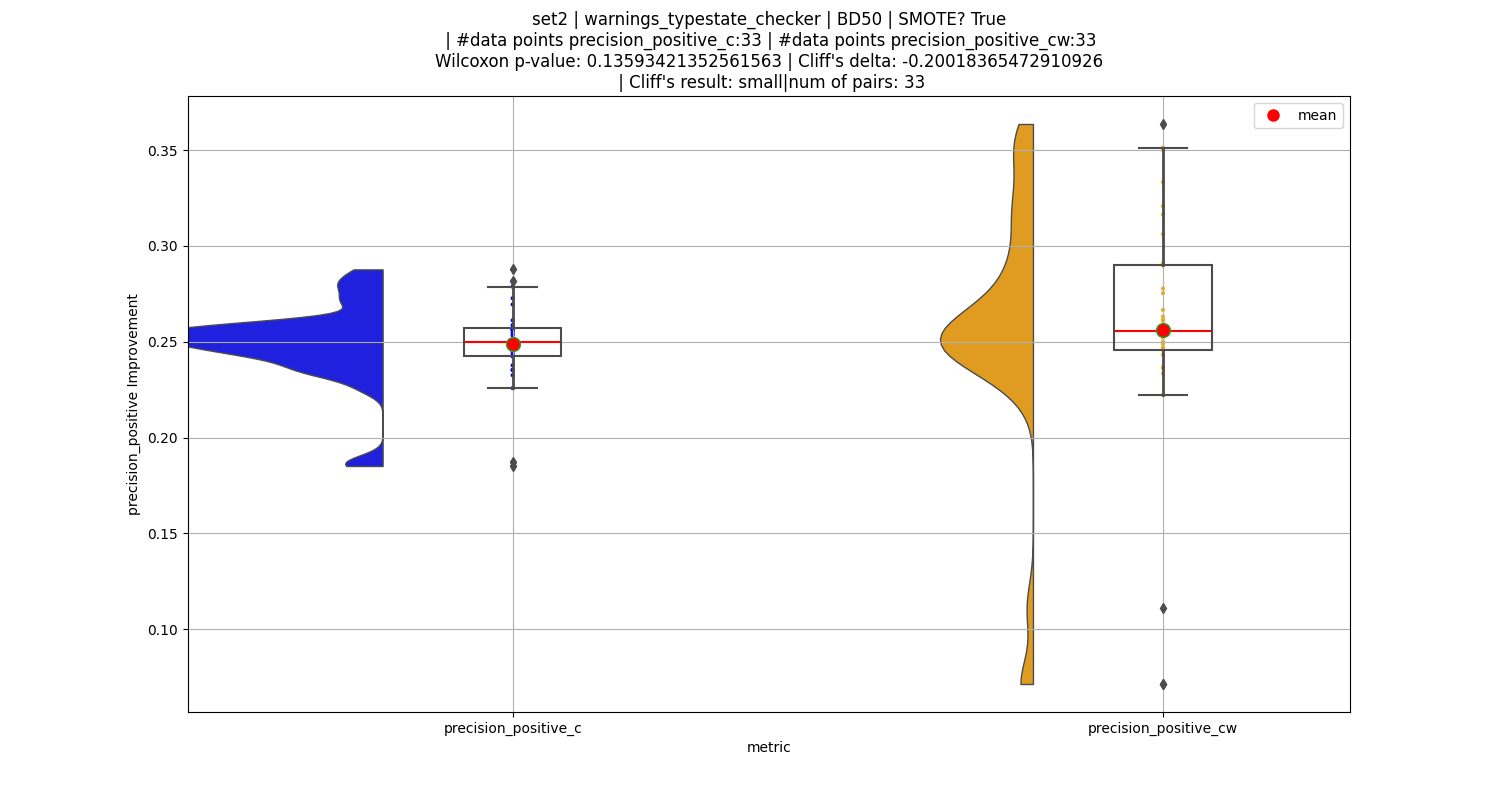 set2 | warnings_typestate_checker | BD50 | SMOTE? True
| #data points precision_positive_c:33 | #data points precision_positive_cw:33
Wilcoxon p-value: 0.13593421352561563 | Cliff's delta: -0.20018365472910926
| Cliff's result: small|num of pairs: 33
mean
0.35
0.30
0.25
0.20
0.15
0.10
precision_positive Improvement
precision_positive_c
precision_positive_cw
metric